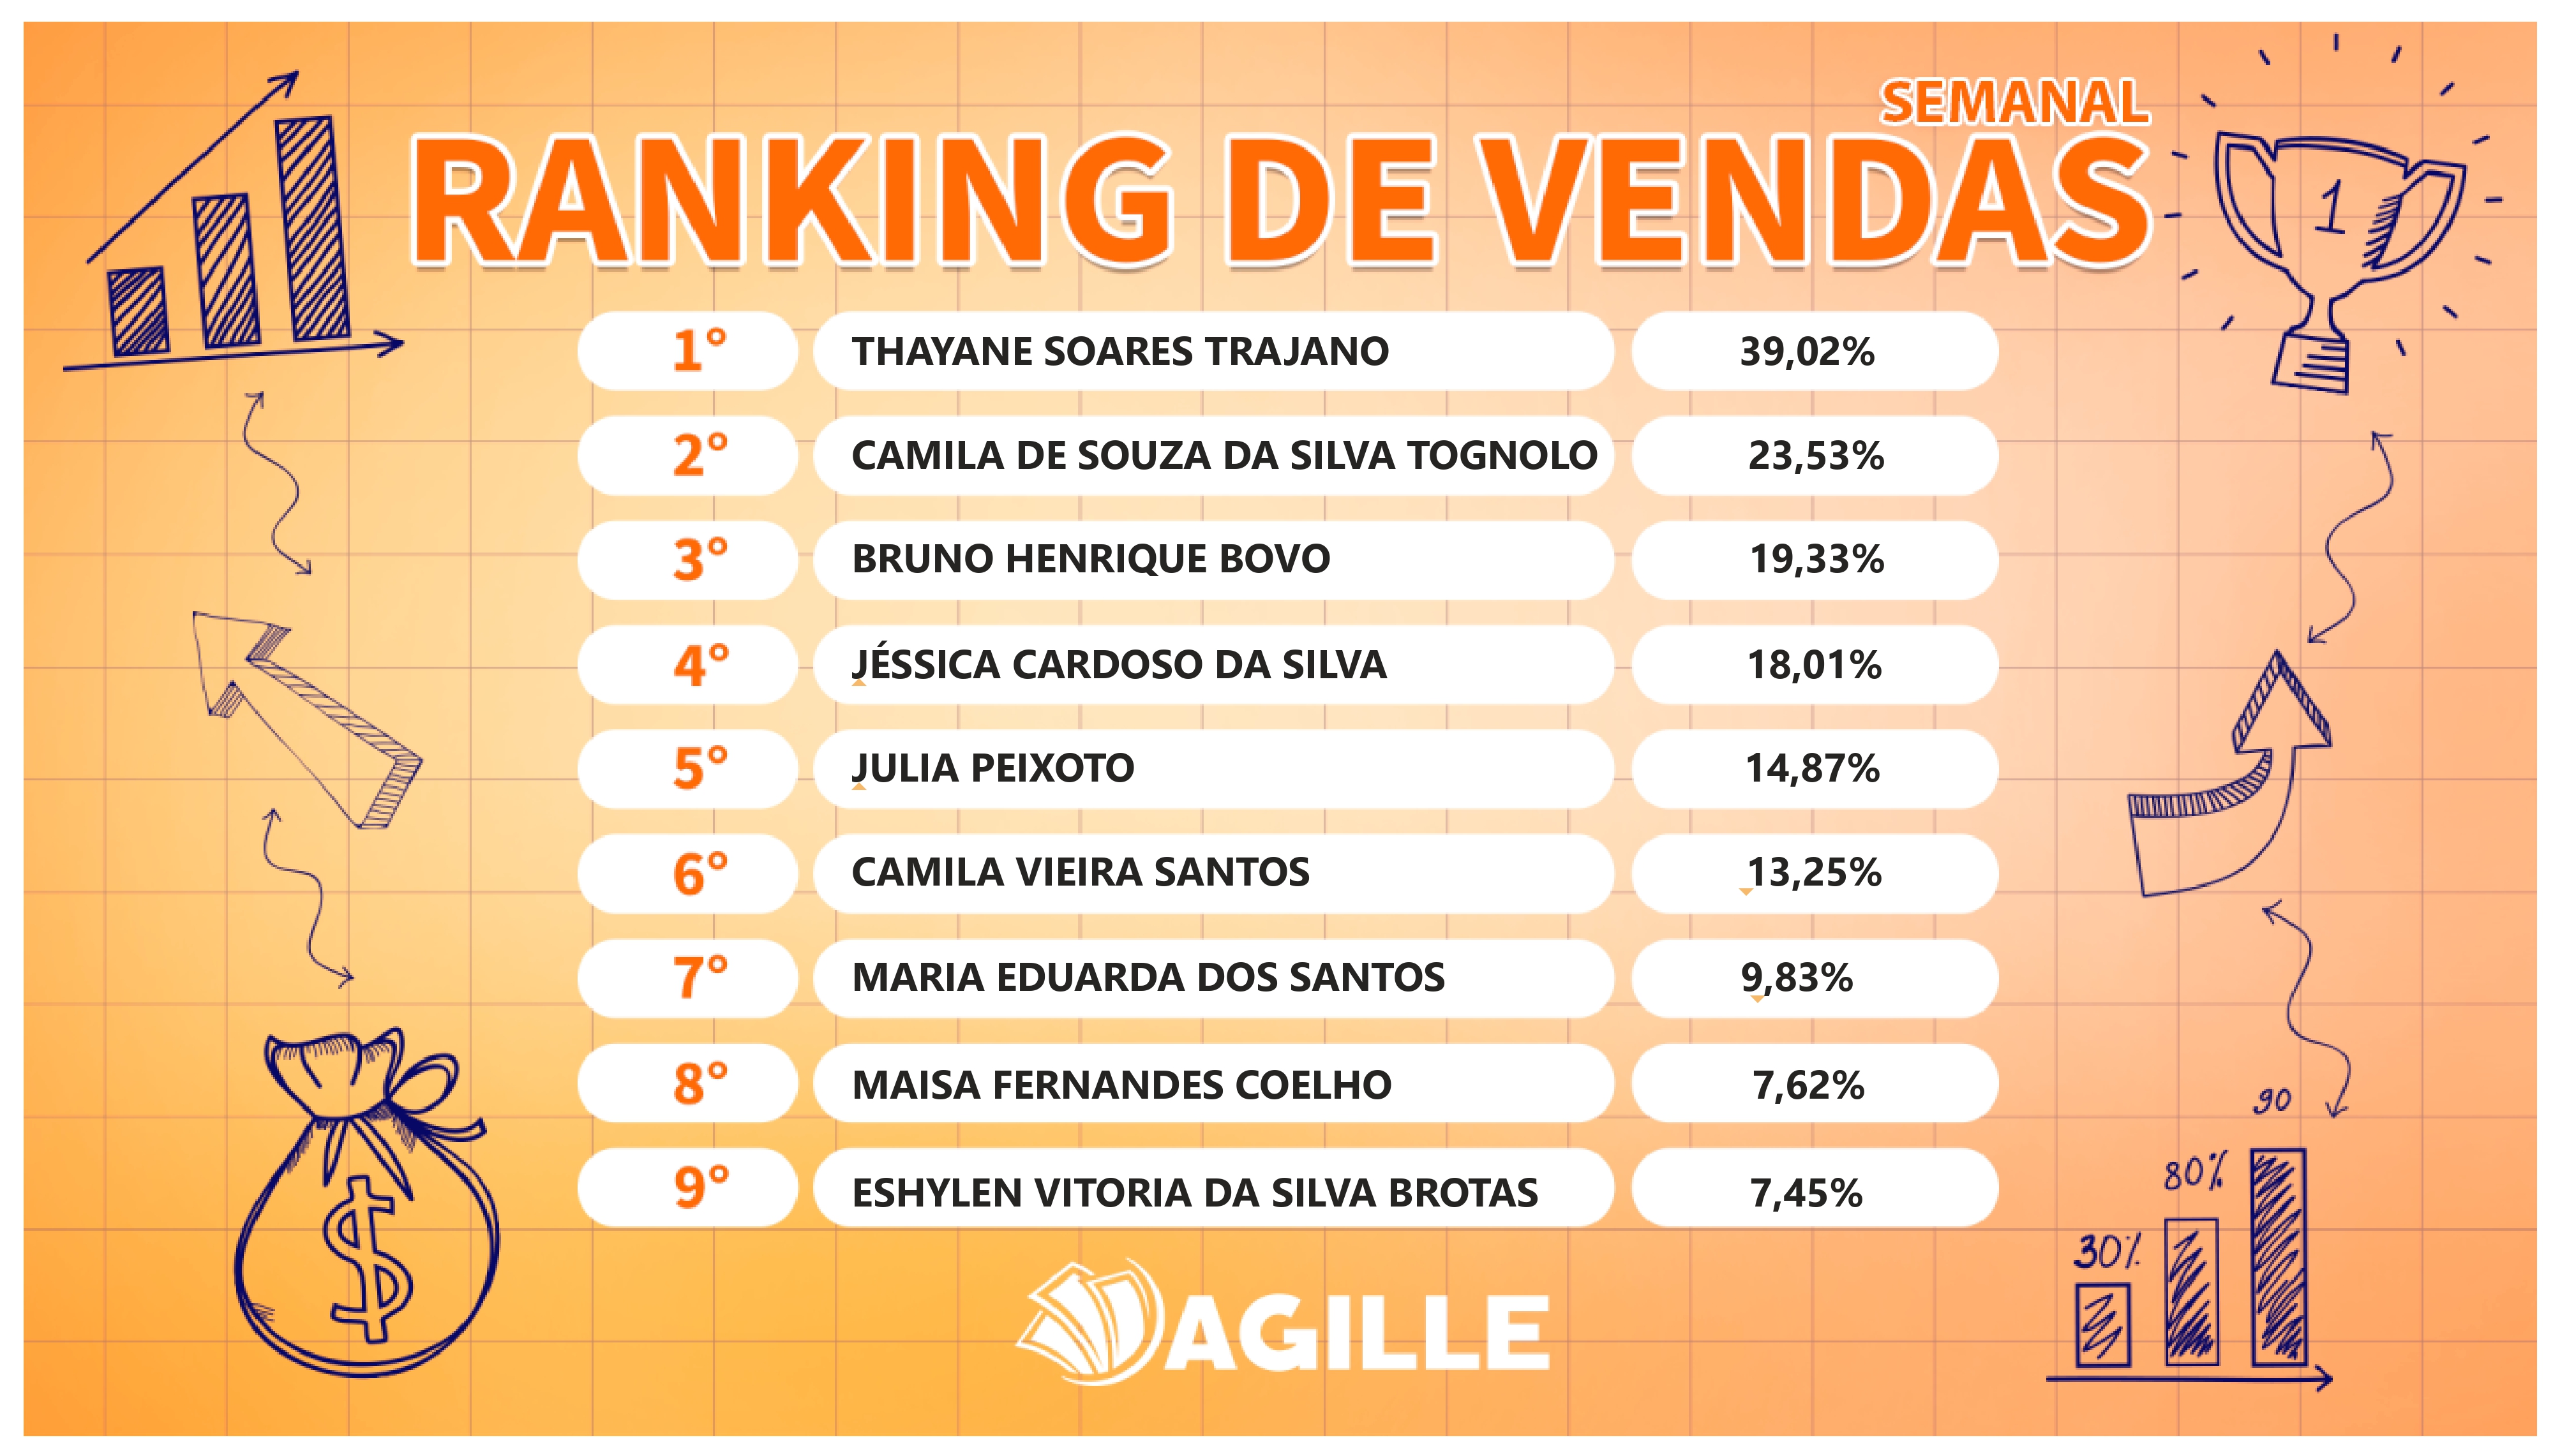 SEMANAL
RANKING DE VENDAS
1
1° THAYANE SOARES TRAJANO 39,02%
2° CAMILA DE SOUZA DA SILVA TOGNOLO 23,53%
3° BRUNO HENRIQUE BOVO 19,33%
4° JÉSSICA CARDOSO DA SILVA 18,01%
5° JULIA PEIXOTO 14,87%
6° CAMILA VIEIRA SANTOS 13,25%
7° MARIA EDUARDA DOS SANTOS 9,83%
8° MAISA FERNANDES COELHO 7,62%
9° ESHYLEN VITORIA DA SILVA BROTAS 7,45%
$
90
80%
30%
AGILLE